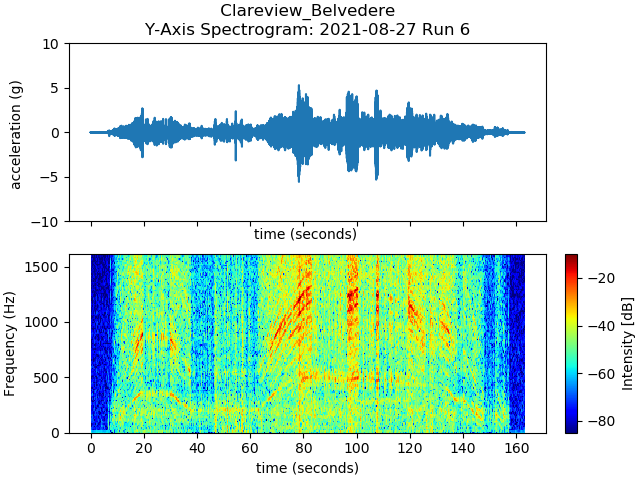 Clareview_Belvedere
Y-Axis Spectrogram: 2021-08-27 Run 6
10
5
0
−5
−10
acceleration (g)
time (seconds)
1500
1000
500
0
Frequency (Hz)
0 20 40 60 80 100 120 140 160
time (seconds)
−20
−40
−60
−80
Intensity [dB]